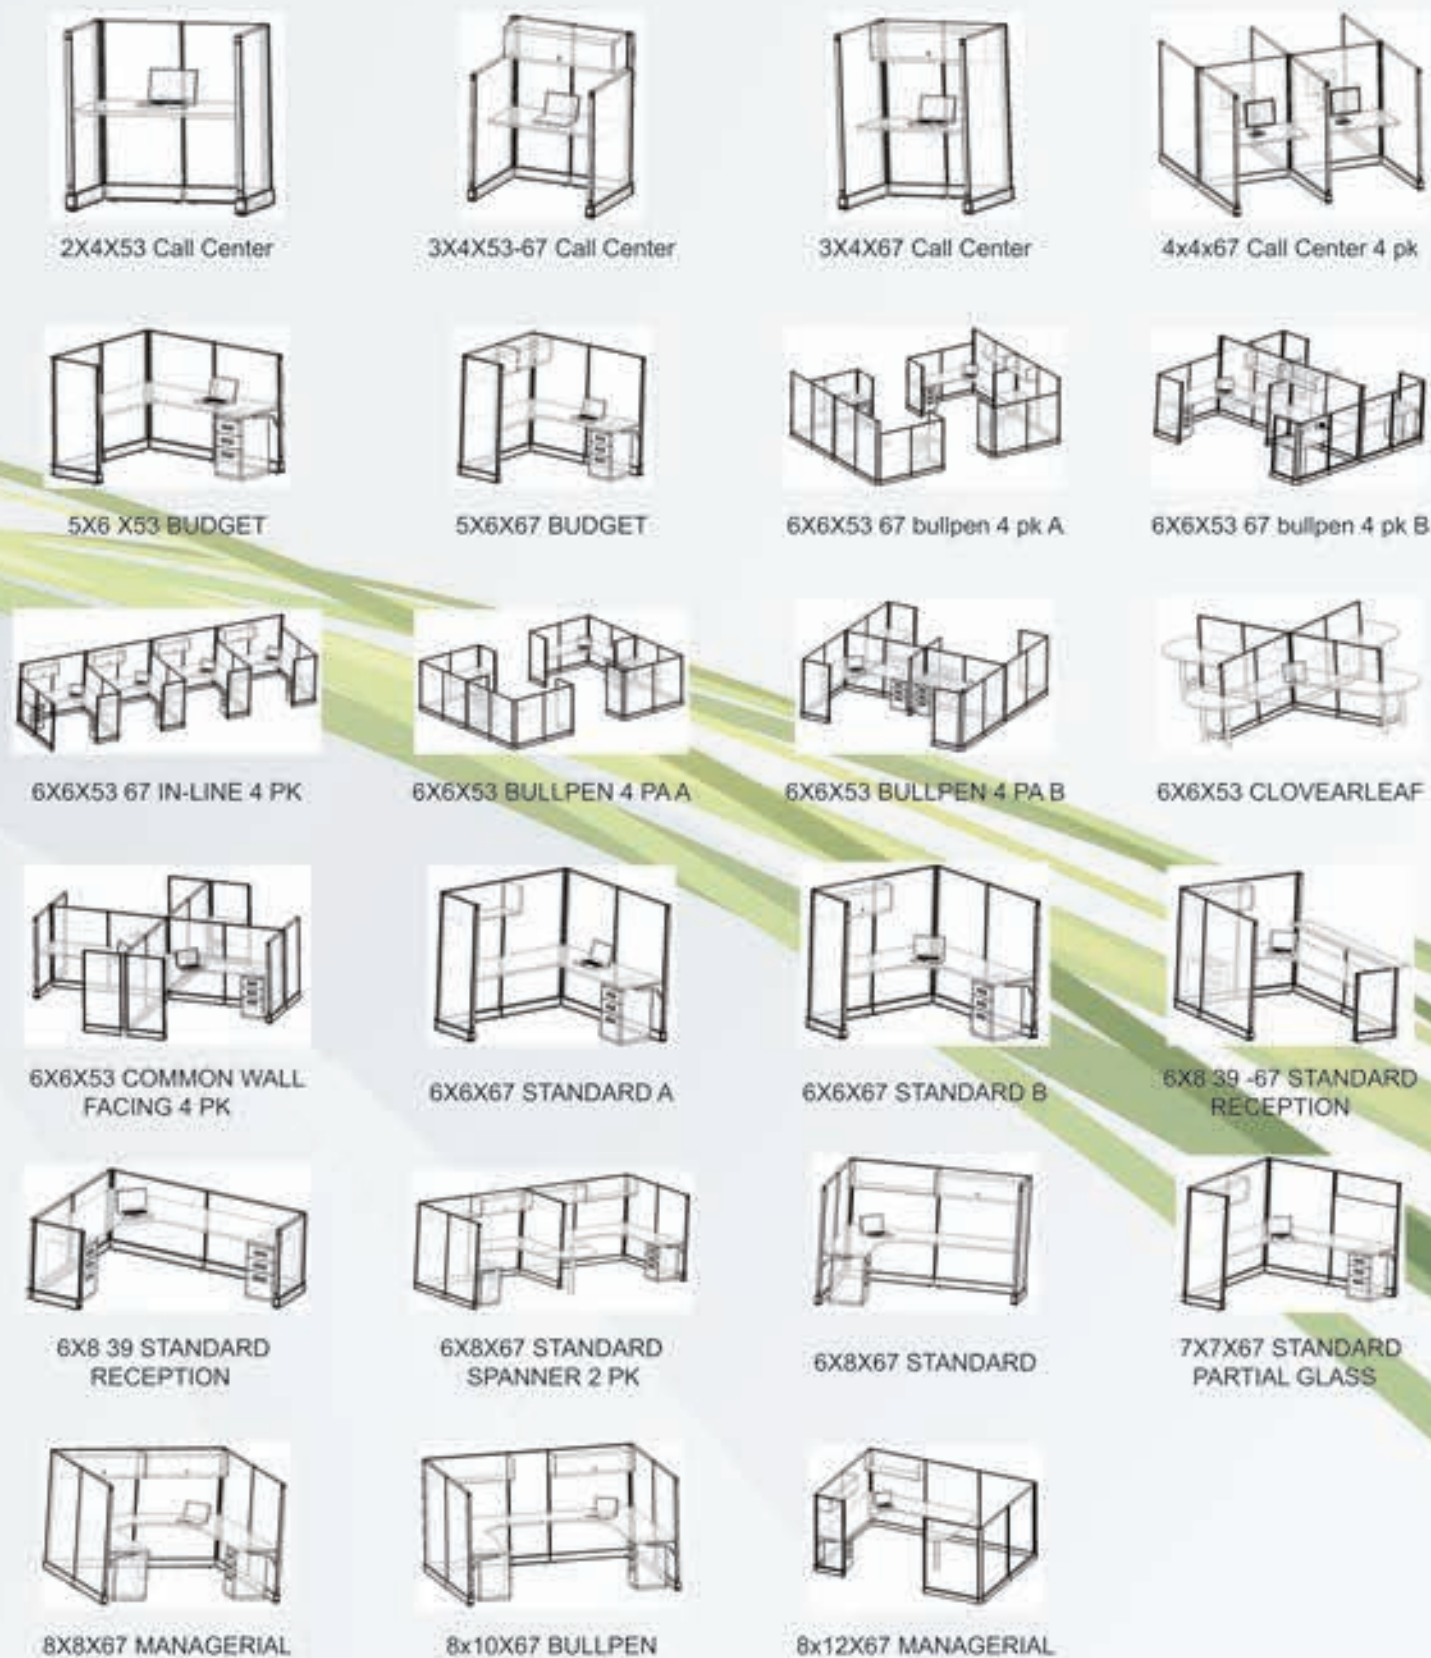 2X4X53 Call Center
3X4X53-67 Call Center
3X4X67 Call Center
4x4x67 Call Center 4 pk
5X6 X53 BUDGET
5X6X67 BUDGET
6X6X53 67 bullpen 4 pk A
6X6X53 67 bullpen 4 pk B
6X6X53 67 IN-LINE 4 PK
6X6X53 BULLPEN 4 PA A
6X6X53 BULLPEN 4 PA B
6X6X53 CLOVEARLEAF
6X6X53 COMMON WALL
FACING 4 PK
6X6X67 STANDARD A
6X6X67 STANDARD B
6X8 39 -67 STANDARD
RECEPTION
6X8 39 STANDARD
RECEPTION
6X8X67 STANDARD
SPANNER 2 PK
6X8X67 STANDARD
7X7X67 STANDARD
PARTIAL GLASS
8X8X67 MANAGERIAL
8x10X67 BULLPEN
8x12X67 MANAGERIAL